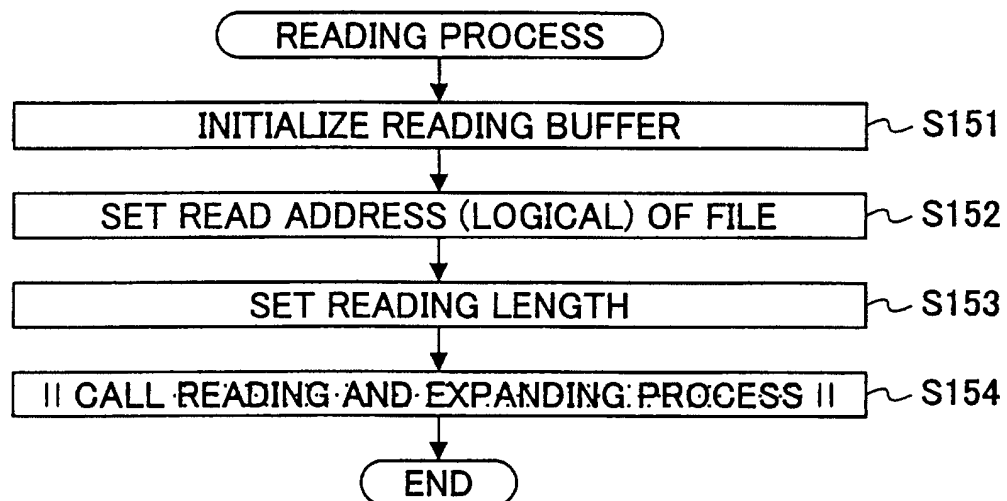 READING PROCESS
INITIALIZE READING BUFFER
S151
SET READ ADDRESS (LOGICAL) OF FILE
S152
SET READING LENGTH
S153
|| CALL READING AND EXPANDING PROCESS ||
S154
END